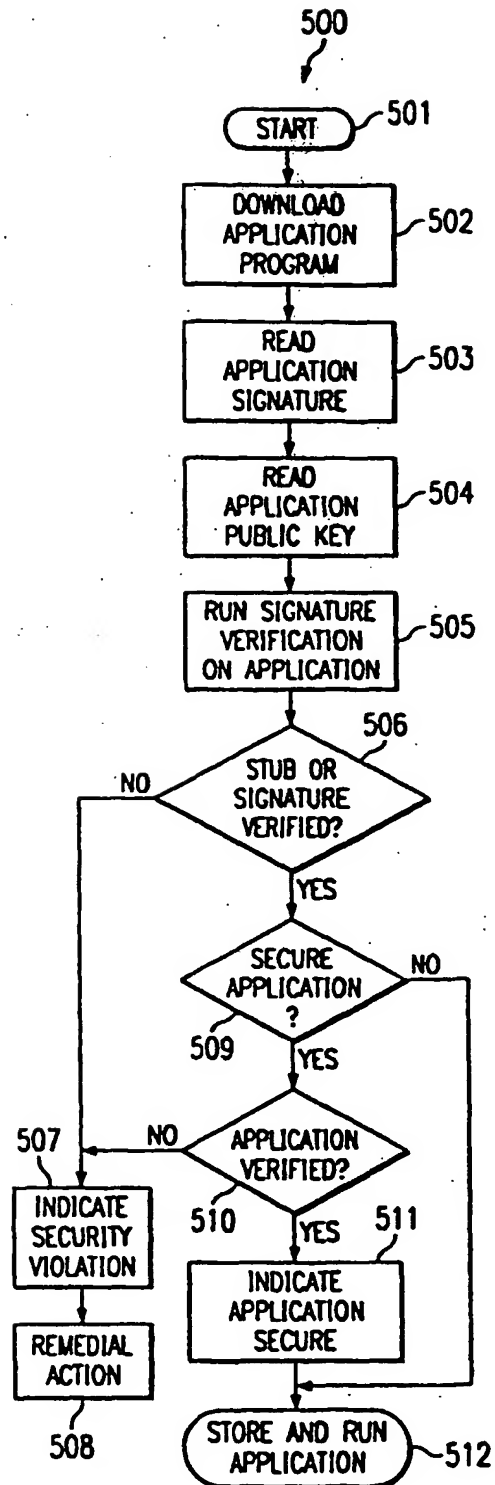 500
START
501
DOWNLOAD
APPLICATION
PROGRAM
502
READ
APPLICATION
SIGNATURE
503
READ
APPLICATION
PUBLIC KEY
504
RUN SIGNATURE
VERIFICATION
ON APPLICATION
505
506
STUB OR
SIGNATURE
VERIFIED?
NO
YES
SECURE
APPLICATION
?
509
NO
YES
APPLICATION
VERIFIED?
510
NO
YES
507
INDICATE
SECURITY
VIOLATION
REMEDIAL
ACTION
508
511
INDICATE
APPLICATION
SECURE
STORE AND RUN
APPLICATION
512